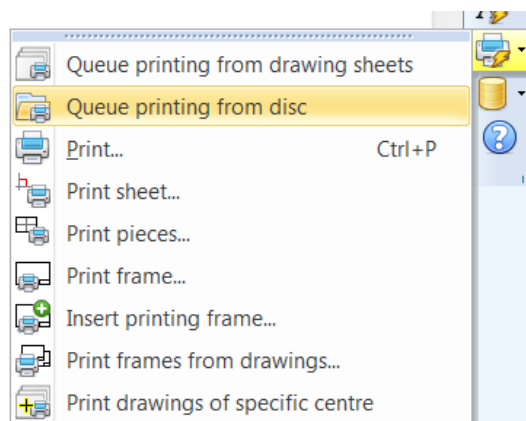 Queue printing from drawing sheets
Queue printing from disc
Print... Ctrl+P
Print sheet...
Print pieces...
Print frame...
Insert printing frame...
Print frames from drawings...
Print drawings of specific centre